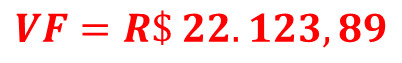 VF = R$ 22.123,89